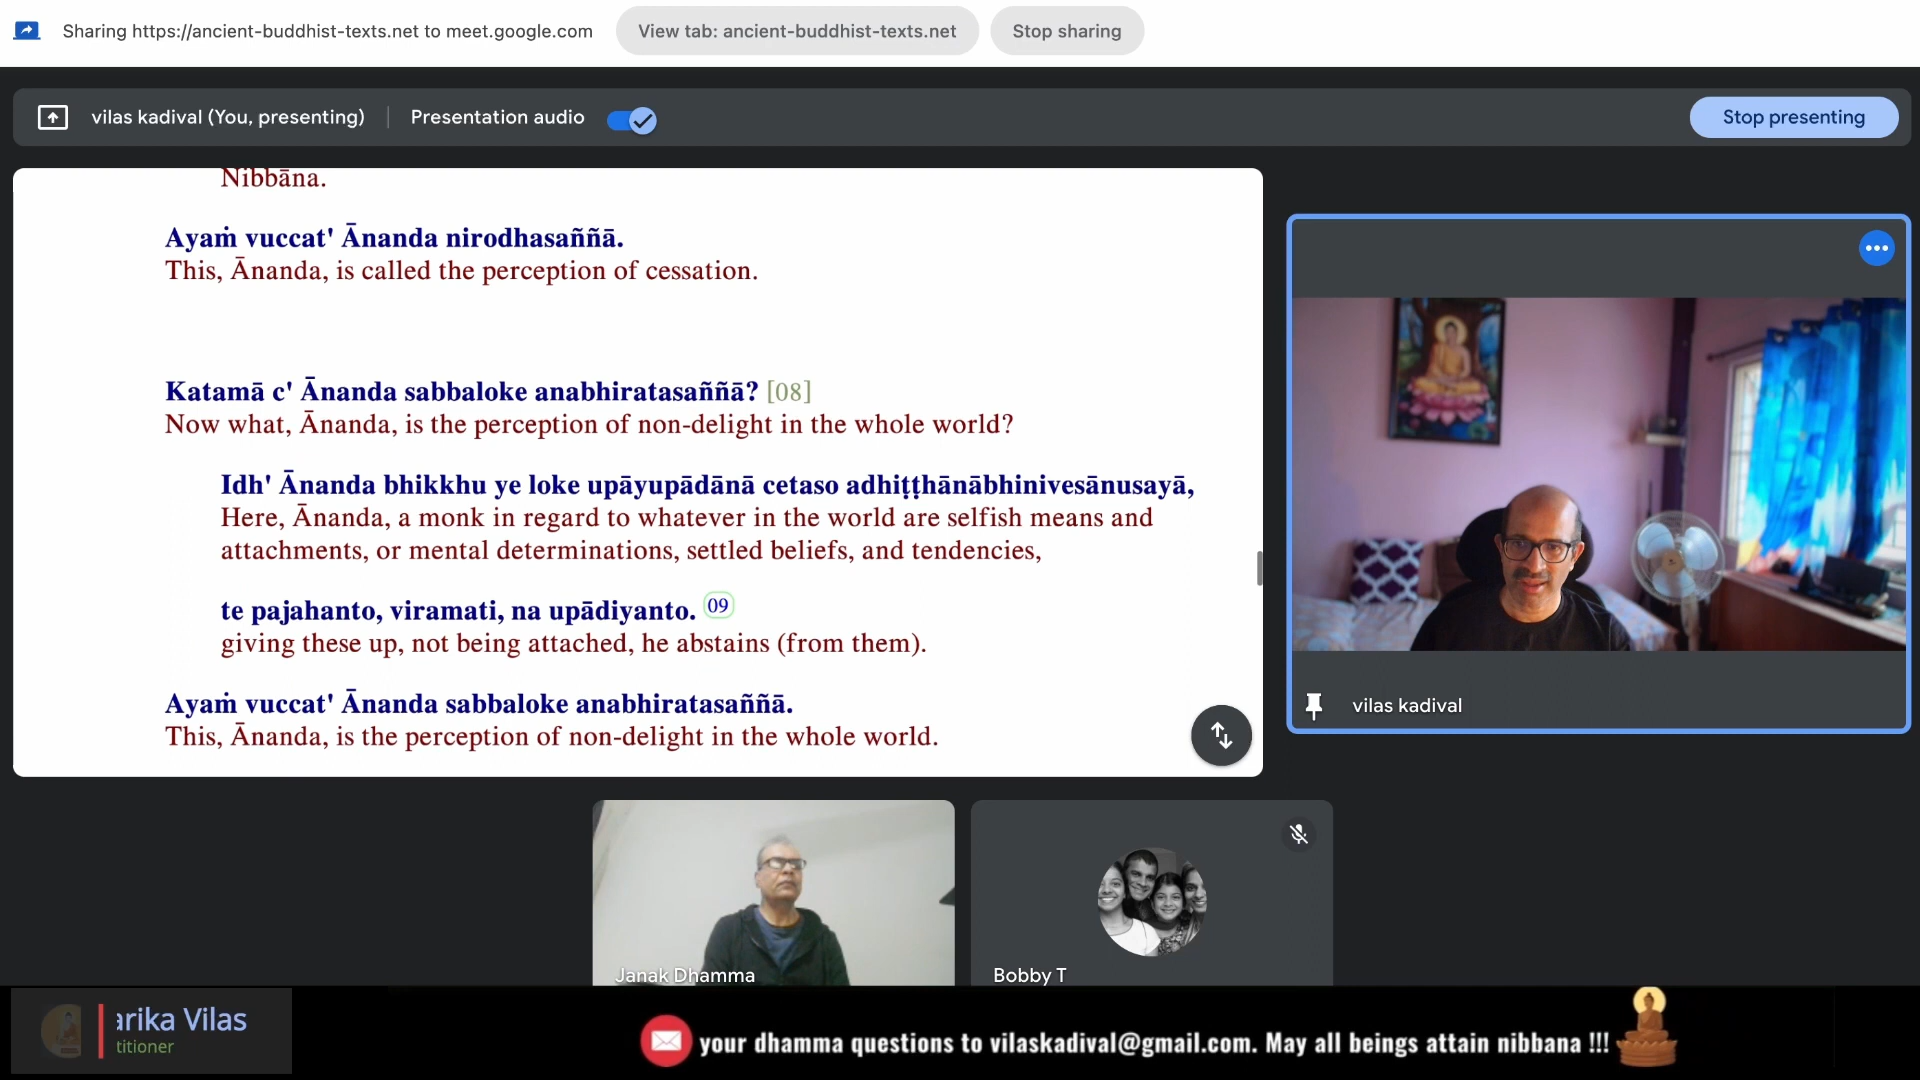 Sharing https://ancient-buddhist-texts.net to meet.google.com
View tab: ancient-buddhist-texts.net
Stop sharing
vilas kadival (You, presenting)
Presentation audio
Stop presenting
Nibbāna.
Ayaṁ vuccat' Ānanda nirodhasaññā.
This, Ānanda, is called the perception of cessation.
Katamā c' Ānanda sabbaloke anabhiratasaññā? [08]
Now what, Ānanda, is the perception of non-delight in the whole world?
Idh' Ānanda bhikkhu ye loke upāyupādānā cetaso adhiṭṭhānābhinivesānusayā,
Here, Ānanda, a monk in regard to whatever in the world are selfish means and
attachments, or mental determinations, settled beliefs, and tendencies,
te pajahanto, viramati, na upādiyanto. 09
giving these up, not being attached, he abstains (from them).
Ayaṁ vuccat' Ānanda sabbaloke anabhiratasaññā.
This, Ānanda, is the perception of non-delight in the whole world.
vilas kadival
Janak Dhamma
Bobby T
arika Vilas
titioner
your dhamma questions to vilaskadival@gmail.com. May all beings attain nibbana !!!